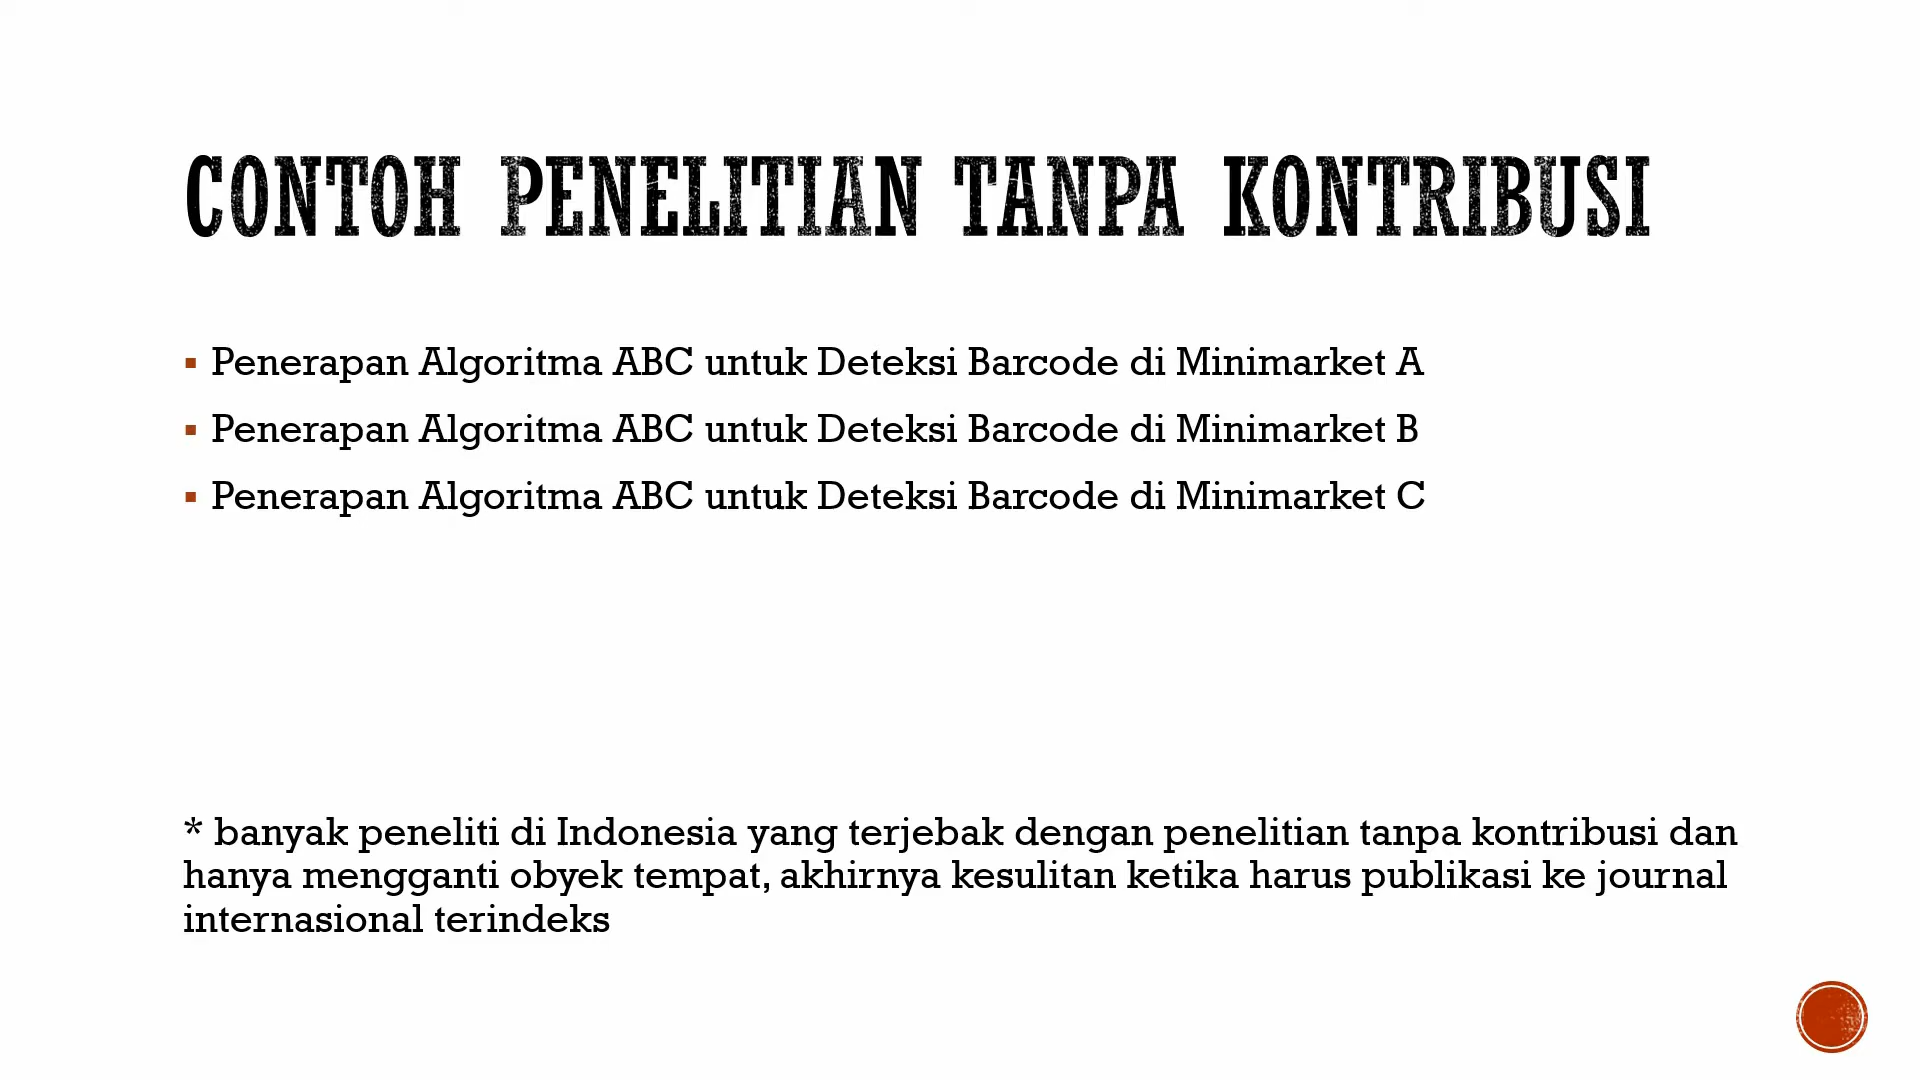 CONTOH PENELITIAN TANPA KONTRIBUSI
▪ Penerapan Algoritma ABC untuk Deteksi Barcode di Minimarket A
▪ Penerapan Algoritma ABC untuk Deteksi Barcode di Minimarket B
▪ Penerapan Algoritma ABC untuk Deteksi Barcode di Minimarket C
* banyak peneliti di Indonesia yang terjebak dengan penelitian tanpa kontribusi dan
hanya mengganti obyek tempat, akhirnya kesulitan ketika harus publikasi ke journal
internasional terindeks